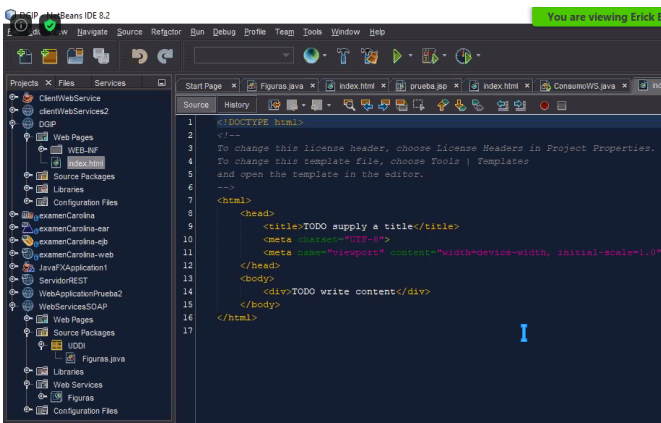 DGIP - NetBeans IDE 8.2
You are viewing Erick
Navigate Source Refactor Run Debug Profile Team Tools Window Help
Projects × Files Services
Start Page × Figuras.java × index.html × prueba.jsp × index.html × ConsumoWS.java ×
Source History
ClientWebService
clientWebServices2
DGIP
Web Pages
WEB-INF
index.html
Source Packages
Libraries
Configuration Files
examenCarolina
examenCarolina-ear
examenCarolina-ejb
examenCarolina-web
JavaFXApplication1
ServidorREST
WebApplicationPrueba2
WebServicesSOAP
Web Pages
Source Packages
UDDI
Figuras.java
Libraries
Web Services
Figuras
Configuration Files
1 <!DOCTYPE html>
2 <!--
3 To change this license header, choose License Headers in Project Properties.
4 To change this template file, choose Tools | Templates
5 and open the template in the editor.
6 -->
7 <html>
8 <head>
9 <title>TODO supply a title</title>
10 <meta charset="UTF-8">
11 <meta name="viewport" content="width=device-width, initial-scale=1.0"
12 </head>
13 <body>
14 <div>TODO write content</div>
15 </body>
16 </html>
17